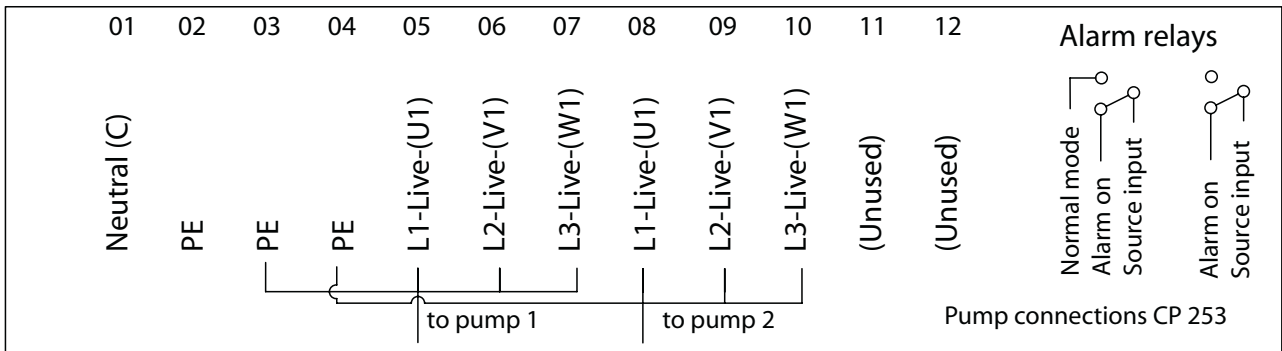 01 02 03 04 05 06 07 08 09 10 11 12
Neutral (C)
PE
PE
PE
L1-Live-(U1)
L2-Live-(V1)
L3-Live-(W1)
L1-Live-(U1)
L2-Live-(V1)
L3-Live-(W1)
(Unused)
(Unused)
to pump 1
to pump 2
Alarm relays
Normal mode
Alarm on
Source input
Alarm on
Source input
Pump connections CP 253